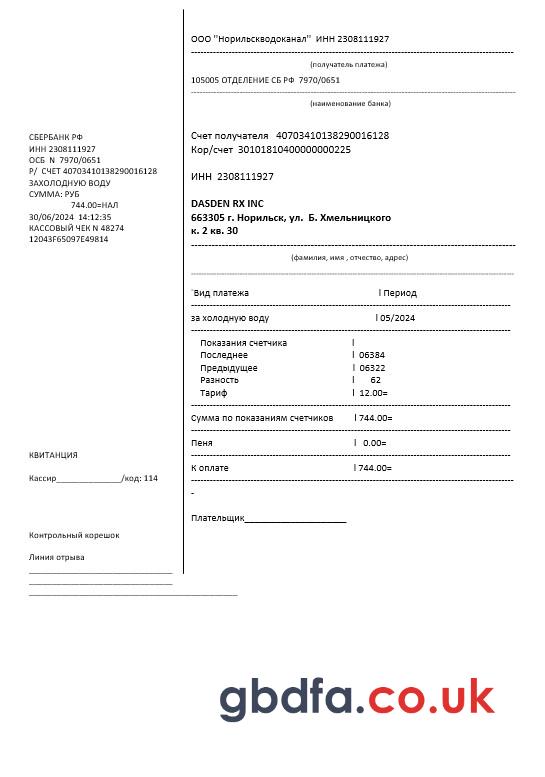 ООО "Норильскводоканал" ИНН 2308111927
(получатель платежа)
105005 ОТДЕЛЕНИЕ СБ РФ 7970/0651
(наименование банка)
СБЕРБАНК РФ
ИНН 2308111927
ОСБ N 7970/0651
Р/ СЧЕТ 40703410138290016128
ЗАХОЛОДНУЮ ВОДУ
СУММА: РУБ
744.00=НАЛ
30/06/2024 14:12:35
КАССОВЫЙ ЧЕК N 48274
12043F65097E49814
Счет получателя 40703410138290016128
Кор/счет 30101810400000000225
ИНН 2308111927
DASDEN RX INC
663305 г. Норильск, ул. Б. Хмельницкого
к. 2 кв. 30
(фамилия, имя , отчество, адрес)
`Вид платежа l Период
за холодную воду l 05/2024
Показания счетчика l
Последнее l 06384
Предыдущее l 06322
Разность l 62
Тариф l 12.00=
Сумма по показаниям счетчиков l 744.00=
Пеня l 0.00=
К оплате l 744.00=
-
Плательщик____________________
КВИТАНЦИЯ
Кассир_______________/код: 114
Контрольный корешок
Линия отрыва
gbdfa.co.uk